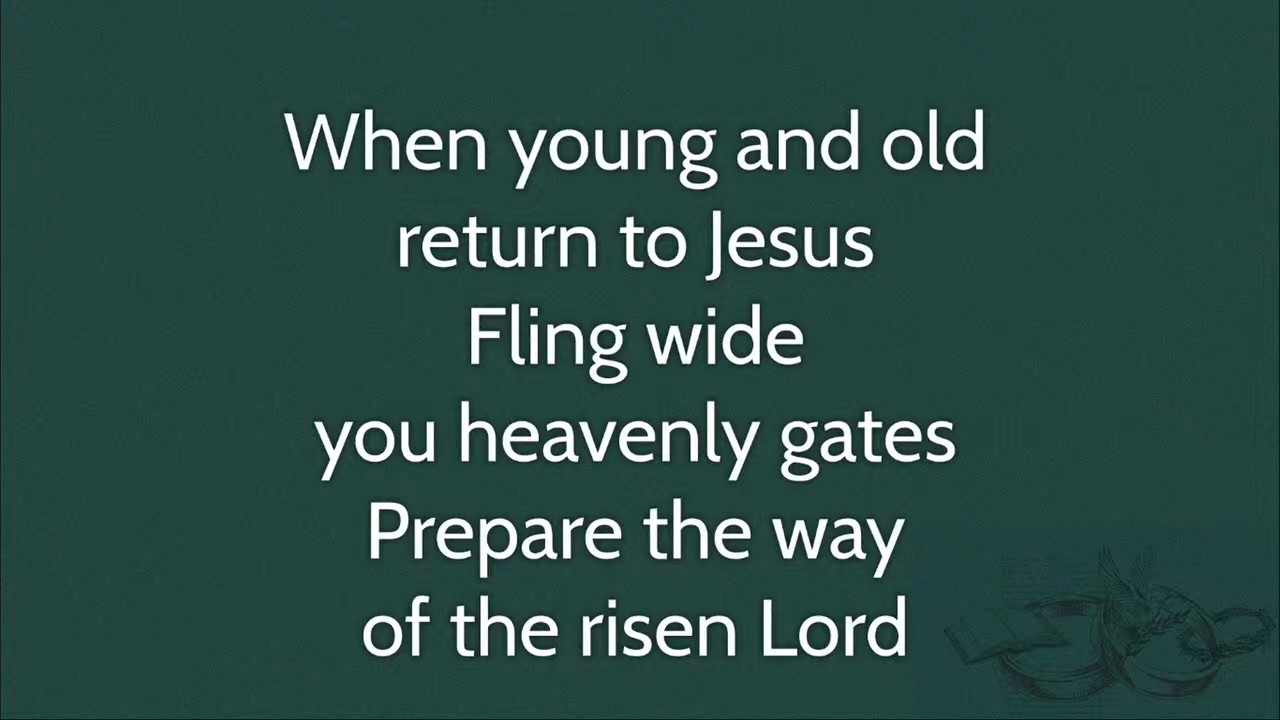 When young and old
return to Jesus
Fling wide
you heavenly gates
Prepare the way
of the risen Lord